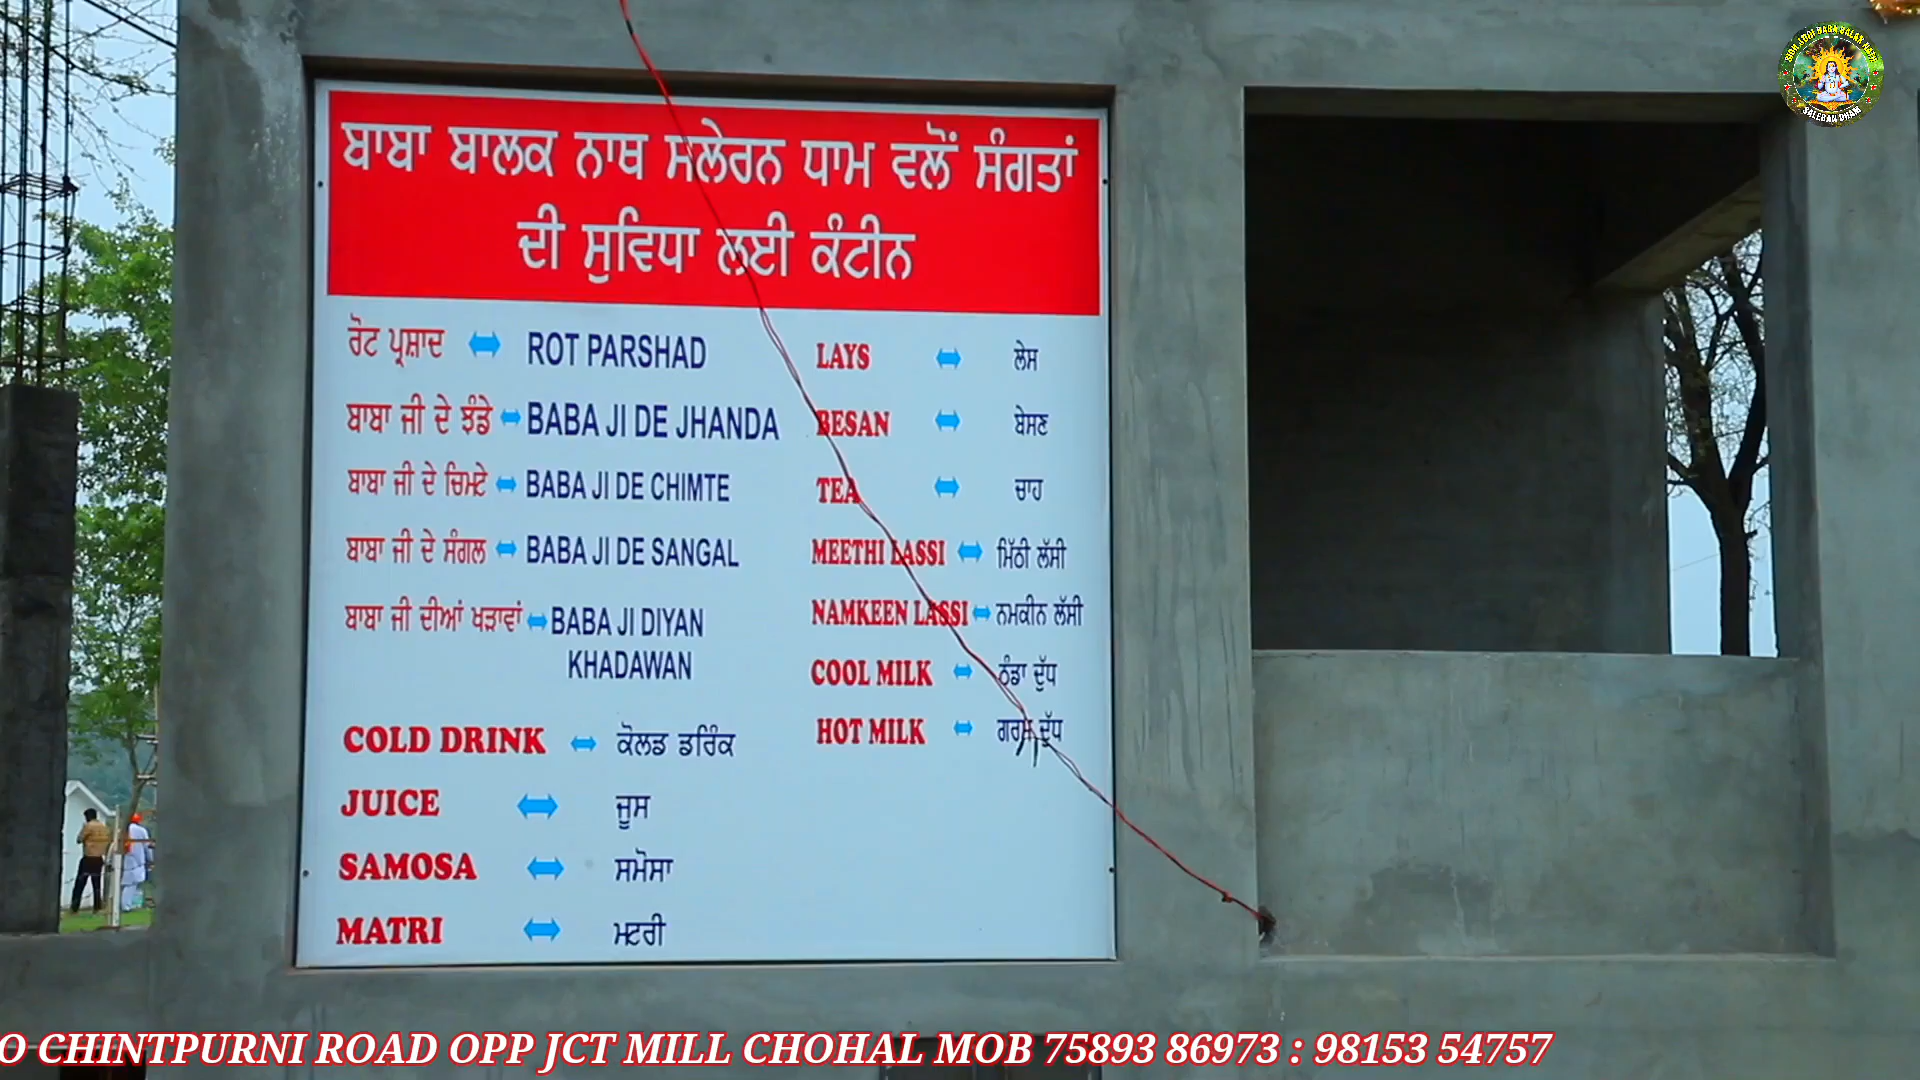 ਬਾਬਾ ਬਾਲਕ ਨਾਥ ਸਲੇਰਨ ਧਾਮ ਵਲੋਂ ਸੰਗਤਾਂ
ਦੀ ਸੁਵਿਧਾ ਲਈ ਕੰਟੀਨ
ਰੋਟ ਪ੍ਰਸ਼ਾਦ ROT PARSHAD
ਬਾਬਾ ਜੀ ਦੇ ਝੰਡੇ BABA JI DE JHANDA
ਬਾਬਾ ਜੀ ਦੇ ਚਿਮਟੇ BABA JI DE CHIMTE
ਬਾਬਾ ਜੀ ਦੇ ਸੰਗਲ BABA JI DE SANGAL
ਬਾਬਾ ਜੀ ਦੀਆਂ ਖੜਾਵਾਂ BABA JI DIYAN
KHADAWAN
COLD DRINK ਕੋਲਡ ਡਰਿੰਕ
JUICE ਜੂਸ
SAMOSA ਸਮੋਸਾ
MATRI ਮਟਰੀ
LAYS ਲੇਸ
BESAN ਬੇਸਣ
TEA ਚਾਹ
MEETHI LASSI ਮਿੱਠੀ ਲੱਸੀ
NAMKEEN LASSI ਨਮਕੀਨ ਲੱਸੀ
COOL MILK ਠੰਡਾ ਦੁੱਧ
HOT MILK ਗਰਮ ਦੁੱਧ
SALERAN DHAM
O CHINTPURNI ROAD OPP JCT MILL CHOHAL MOB 75893 86973 : 98153 54757